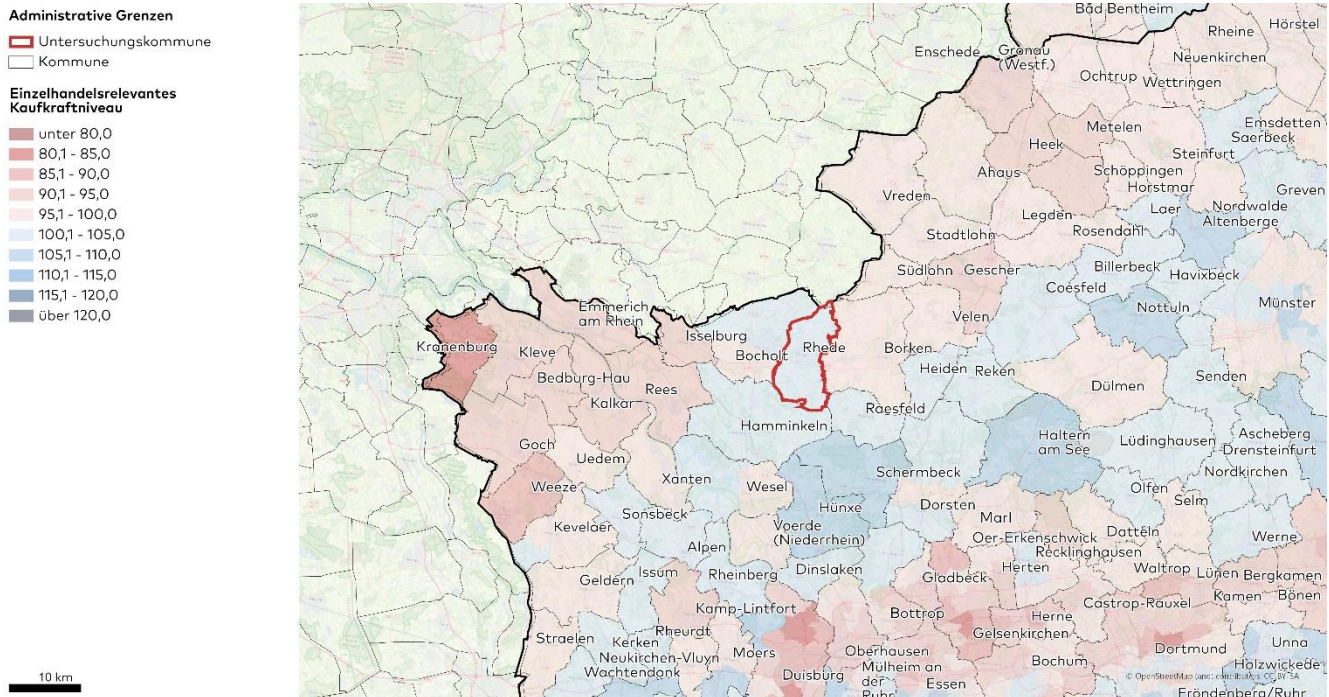 Administrative Grenzen
Untersuchungskommune
Kommune
Einzelhandelsrelevantes
Kaufkraftniveau
unter 80,0
80,1 - 85,0
85,1 - 90,0
90,1 - 95,0
95,1 - 100,0
100,1 - 105,0
105,1 - 110,0
110,1 - 115,0
115,1 - 120,0
über 120,0
10 km
Bad Bentheim
Rheine
Hörstel
Enschede
Gronau
(Westf.)
Neuenkirchen
Ochtrup
Wettringen
Metelen
Emsdetten
Saerbeck
Heek
Steinfurt
Ahaus
Schöppingen
Horstmar
Greven
Vreden
Legden
Laer
Nordwalde
Altenberge
Stadtlohn
Rosendahl
Südlohn
Gescher
Billerbeck
Havixbeck
Coesfeld
Nottuln
Münster
Emmerich
am Rhein
Velen
Isselburg
Kranenburg
Kleve
Bocholt
Rhede
Borken
Heiden
Reken
Bedburg-Hau
Rees
Dülmen
Senden
Kalkar
Raesfeld
Hamminkeln
Goch
Haltern
am See
Lüdinghausen
Ascheberg
Drensteinfurt
Uedem
Schermbeck
Nordkirchen
Weeze
Xanten
Wesel
Olfen
Selm
Hünxe
Dorsten
Marl
Sonsbeck
Kevelaer
Voerde
(Niederrhein)
Datteln
Oer-Erkenschwick
Recklinghausen
Werne
Alpen
Dinslaken
Geldern
Issum
Rheinberg
Gladbeck
Herten
Waltrop
Lünen
Bergkamen
Kamp-Lintfort
Bottrop
Castrop-Rauxel
Kamen
Bönen
Herne
Straelen
Rheurdt
Gelsenkirchen
Kerken
Neukirchen-Vluyn
Moers
Oberhausen
Dortmund
Unna
Wachtendonk
Duisburg
Mülheim an
der
Ruhr
Essen
Bochum
Holzwickede
© OpenStreetMap (and) contributors, CC-BY-SA
Fröndenberg/Ruhr